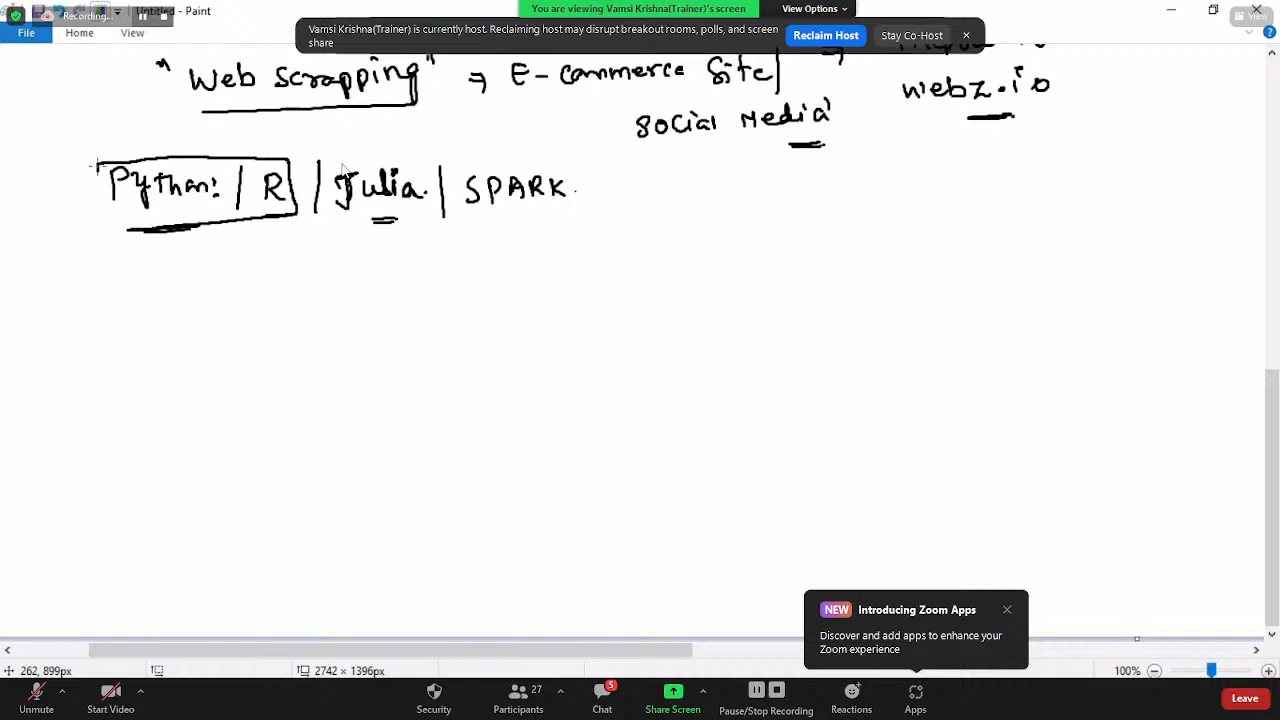 Recording...
Untitled - Paint
You are viewing Vamsi Krishna(Trainer)'s screen
View Options
View
Vamsi Krishna(Trainer) is currently host. Reclaiming host may disrupt breakout rooms, polls, and screen share
Reclaim Host
Stay Co-Host
File Home View
" Web Scrapping " ⇒ E-commerce Site ⇒
webz.io
Social Media
Python: | R | Julia. | SPARK.
NEW Introducing Zoom Apps
Discover and add apps to enhance your
Zoom experience
262, 899px
2742 × 1396px
100%
Unmute
Start Video
Security
27
Participants
5
Chat
Share Screen
Pause/Stop Recording
Reactions
Apps
Leave